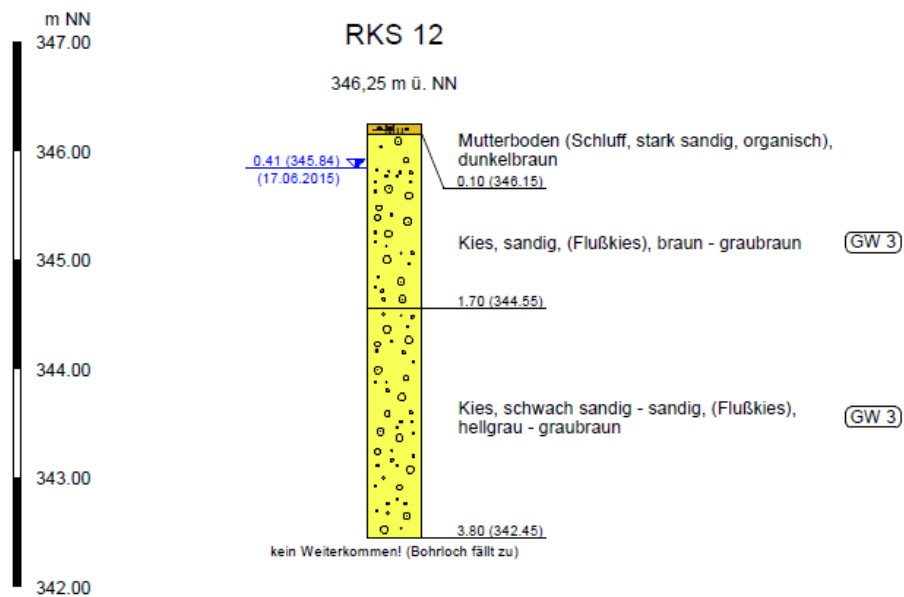 m NN
347.00
RKS 12
346,25 m ü. NN
346.00
0.41 (345.84)
(17.06.2015)
Mutterboden (Schluff, stark sandig, organisch),
dunkelbraun
0.10 (346.15)
Kies, sandig, (Flußkies), braun - graubraun
GW 3
345.00
1.70 (344.55)
344.00
Kies, schwach sandig - sandig, (Flußkies),
hellgrau - graubraun
GW 3
343.00
3.80 (342.45)
kein Weiterkommen! (Bohrloch fällt zu)
342.00